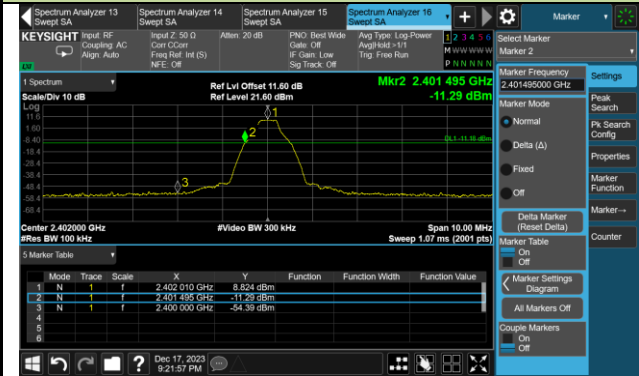 Spectrum Analyzer 13
Swept SA
Spectrum Analyzer 14
Swept SA
Spectrum Analyzer 15
Swept SA
Spectrum Analyzer 16
Swept SA
Marker
KEYSIGHT
Input: RF
Coupling: AC
Align: Auto
Input Z: 50 Ω
Corr CCorr
Freq Ref: Int (S)
NFE: Off
Atten: 20 dB
PNO: Best Wide
Gate: Off
IF Gain: Low
Sig Track: Off
Avg Type: Log-Power
Avg|Hold >1/1
Trig: Free Run
1 2 3 4 5 6
M W W W W W
P N N N N N
Select Marker
Marker 2
1 Spectrum
Scale/Div 10 dB
Log
Ref Lvl Offset 11.60 dB
Ref Level 21.60 dBm
Mkr2 2.401 495 GHz
-11.29 dBm
11.6
1.60
-8.40
-18.4
-28.4
-38.4
-48.4
-58.4
-68.4
1
2
3
DL1 -11.18 dBm
Center 2.402000 GHz
#Res BW 100 kHz
#Video BW 300 kHz
Span 10.00 MHz
Sweep 1.07 ms (2001 pts)
5 Marker Table
Mode Trace Scale X Y Function Function Width Function Value
1 N 1 f 2.402 010 GHz 8.824 dBm
2 N 1 f 2.401 495 GHz -11.29 dBm
3 N 1 f 2.400 000 GHz -54.39 dBm
4
5
6
Marker Frequency
2.401495000 GHz
Marker Mode
Normal
Delta (Δ)
Fixed
Off
Delta Marker
(Reset Delta)
Marker Table
On
Off
Marker Settings
Diagram
All Markers Off
Couple Markers
On
Off
Settings
Peak
Search
Pk Search
Config
Properties
Marker
Function
Marker→
Counter
?
Dec 17, 2023
9:21:57 PM